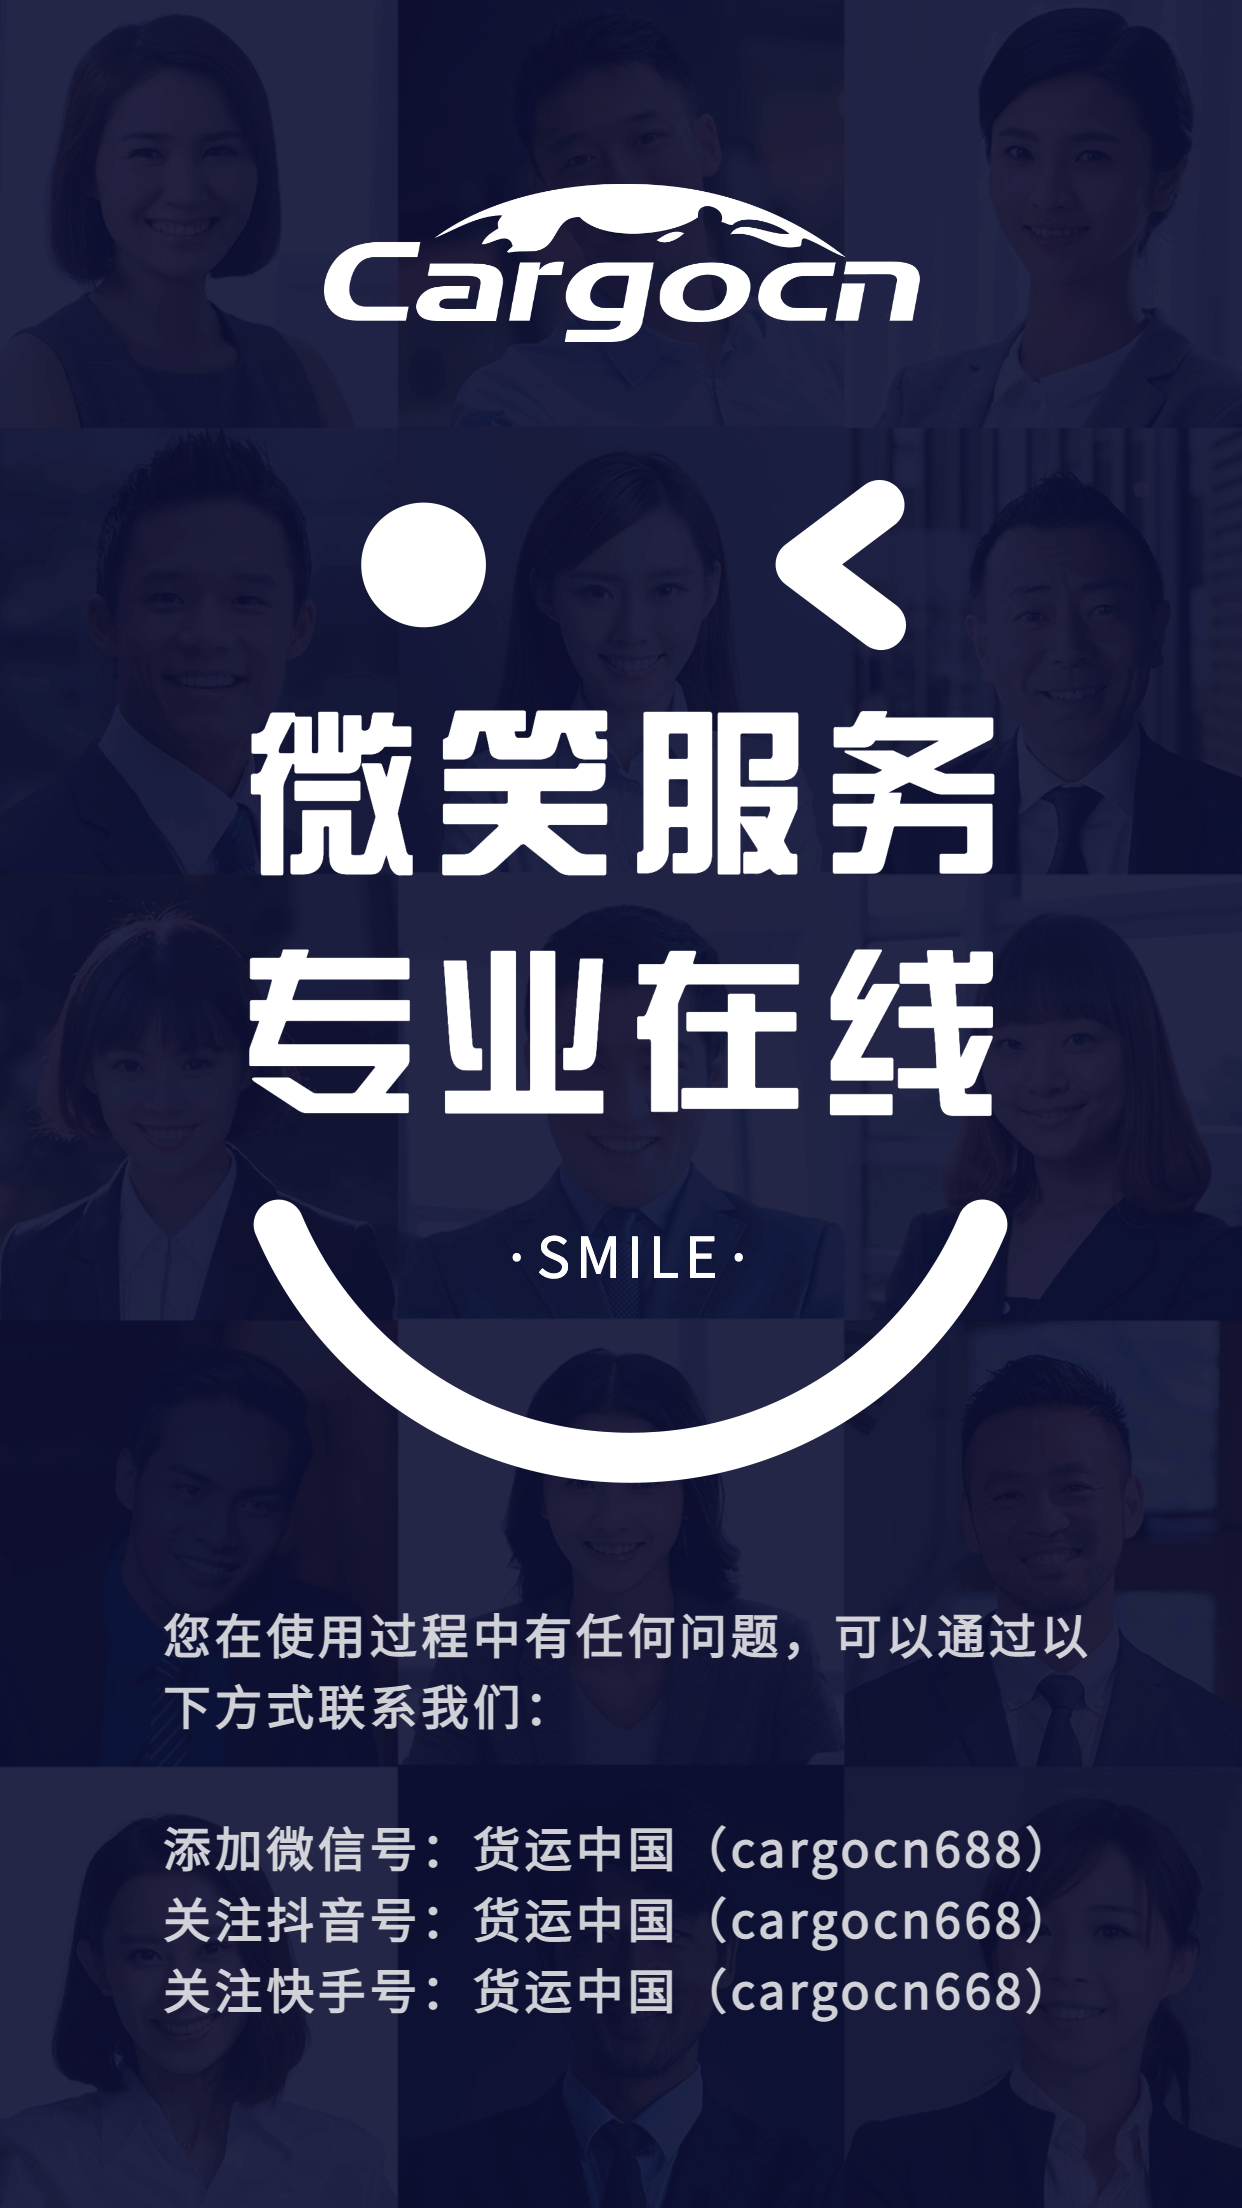 Cargocn
微笑服务
专业在线
·SMILE·
您在使用过程中有任何问题，可以通过以
下方式联系我们：
添加微信号：货运中国（cargocn688）
关注抖音号：货运中国（cargocn668）
关注快手号：货运中国（cargocn668）